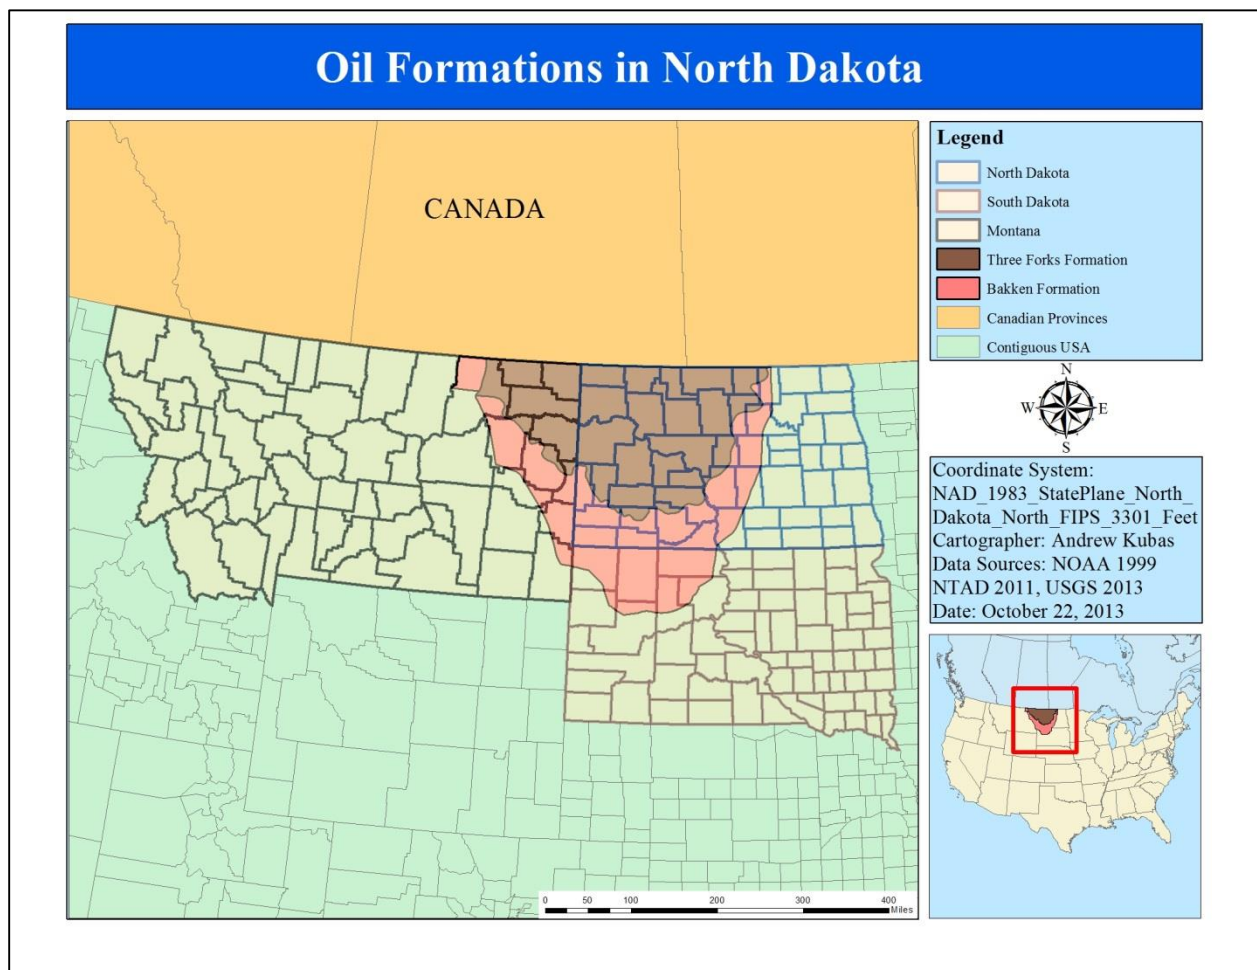 Oil Formations in North Dakota
CANADA
Legend
North Dakota
South Dakota
Montana
Three Forks Formation
Bakken Formation
Canadian Provinces
Contiguous USA
N
W E
S
Coordinate System:
NAD_1983_StatePlane_North_
Dakota_North_FIPS_3301_Feet
Cartographer: Andrew Kubas
Data Sources: NOAA 1999
NTAD 2011, USGS 2013
Date: October 22, 2013
0 50 100 200 300 400
Miles